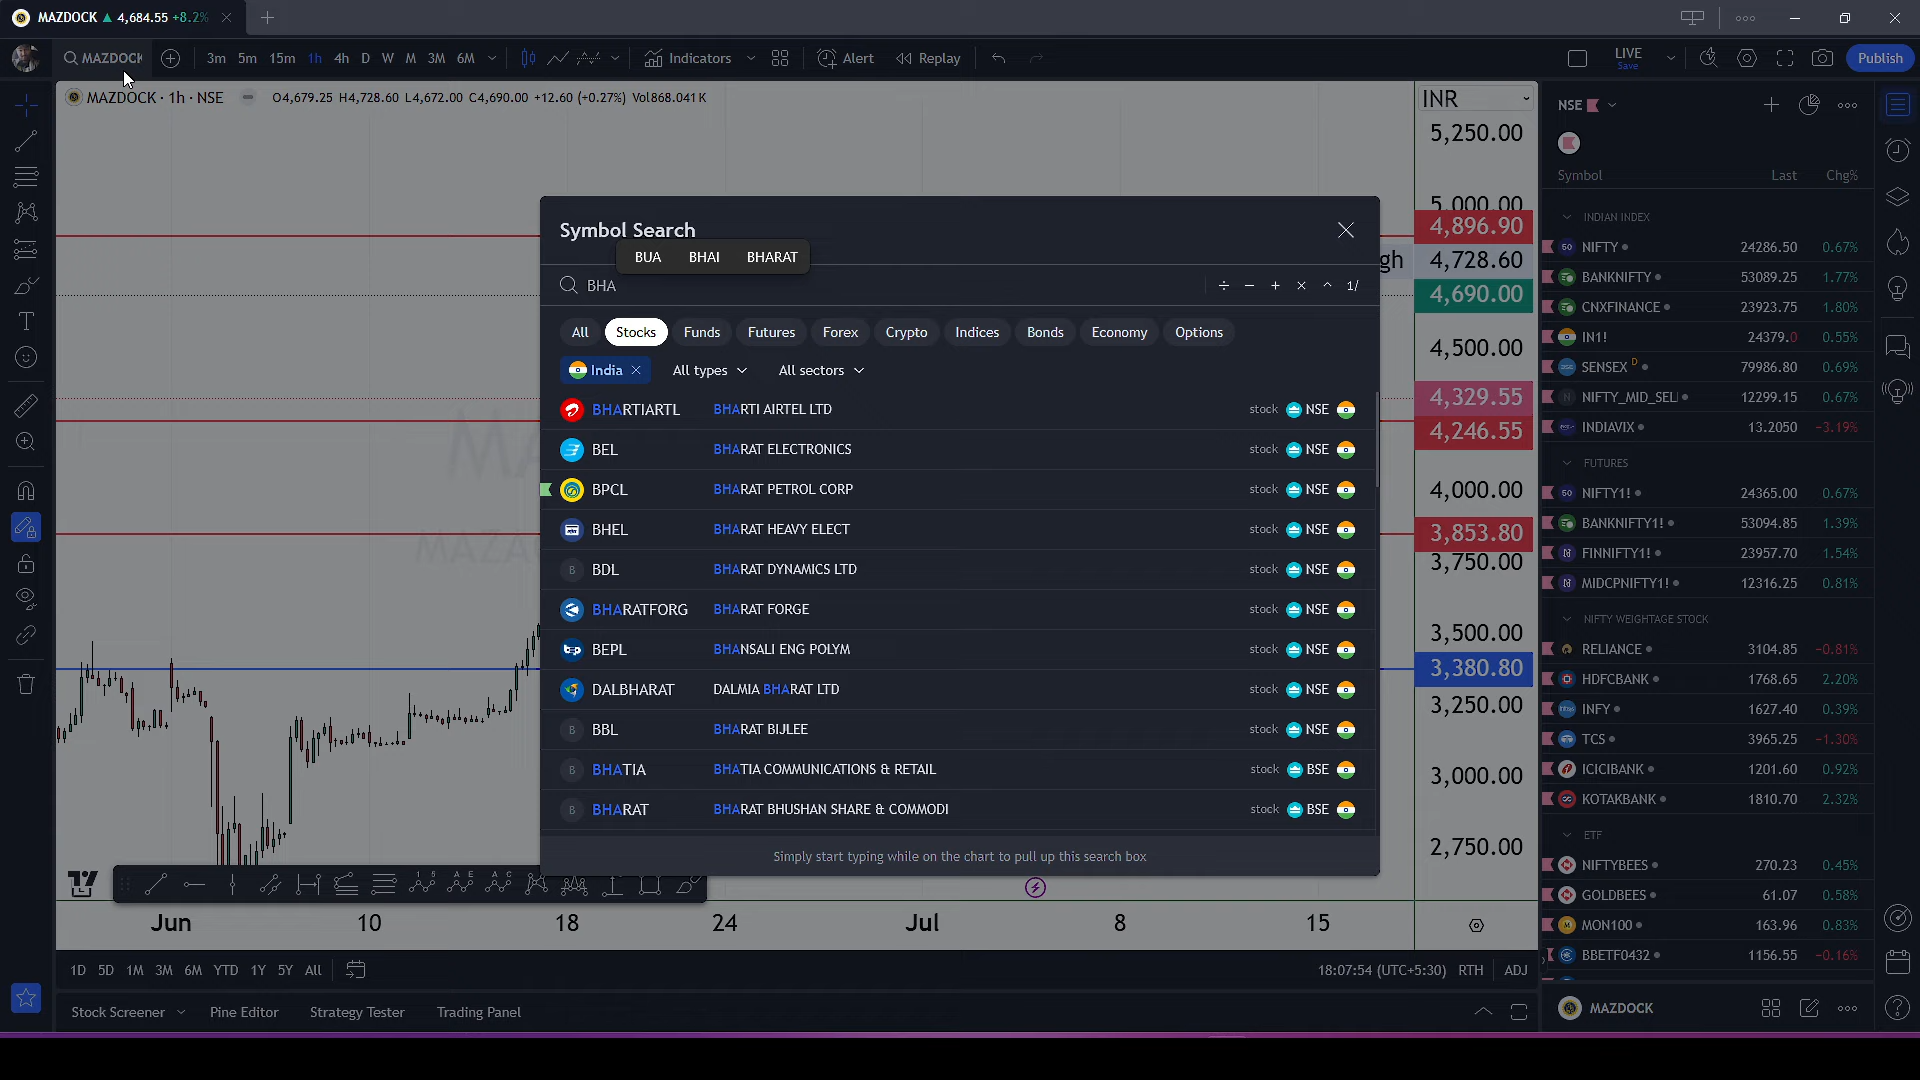 MAZDOCK ▲ 4,684.55 +8.2%
MAZDOCK
3m 5m 15m 1h 4h D W M 3M 6M
Indicators
Alert
Replay
LIVE
Save
Publish
MAZDOCK · 1h · NSE
O4,679.25 H4,728.60 L4,672.00 C4,690.00 +12.60 (+0.27%) Vol868.041K
INR
5,250.00
5,000.00
4,896.90
gh 4,728.60
4,690.00
4,500.00
4,329.55
4,246.55
4,000.00
3,853.80
3,750.00
3,500.00
3,380.80
3,250.00
3,000.00
2,750.00
Symbol Search
BUA BHAI BHARAT
BHA
÷ − + × ^ 1/
All Stocks Funds Futures Forex Crypto Indices Bonds Economy Options
India × All types All sectors
BHARTIARTL BHARTI AIRTEL LTD stock NSE
BEL BHARAT ELECTRONICS stock NSE
BPCL BHARAT PETROL CORP stock NSE
BHEL BHARAT HEAVY ELECT stock NSE
B BDL BHARAT DYNAMICS LTD stock NSE
BHARATFORG BHARAT FORGE stock NSE
BEPL BHANSALI ENG POLYM stock NSE
DALBHARAT DALMIA BHARAT LTD stock NSE
B BBL BHARAT BIJLEE stock NSE
B BHATIA BHATIA COMMUNICATIONS & RETAIL stock BSE
B BHARAT BHARAT BHUSHAN SHARE & COMMODI stock BSE
Simply start typing while on the chart to pull up this search box
Jun 10 18 24 Jul 8 15
1D 5D 1M 3M 6M YTD 1Y 5Y All
18:07:54 (UTC+5:30) RTH ADJ
Stock Screener Pine Editor Strategy Tester Trading Panel
NSE
Symbol Last Chg%
INDIAN INDEX
NIFTY 24286.50 0.67%
BANKNIFTY 53089.25 1.77%
CNXFINANCE 23923.75 1.80%
IN1! 24379.0 0.55%
SENSEX D 79986.80 0.69%
NIFTY_MID_SEL 12299.15 0.67%
INDIAVIX 13.2050 −3.19%
FUTURES
NIFTY1! 24365.00 0.67%
BANKNIFTY1! 53094.85 1.39%
FINNIFTY1! 23957.70 1.54%
MIDCPNIFTY1! 12316.25 0.81%
NIFTY WEIGHTAGE STOCK
RELIANCE 3104.85 −0.81%
HDFCBANK 1768.65 2.20%
INFY 1627.40 0.39%
TCS 3965.25 −1.30%
ICICIBANK 1201.60 0.92%
KOTAKBANK 1810.70 2.32%
ETF
NIFTYBEES 270.23 0.45%
GOLDBEES 61.07 0.58%
MON100 163.96 0.83%
BBETF0432 1156.55 −0.16%
MAZDOCK